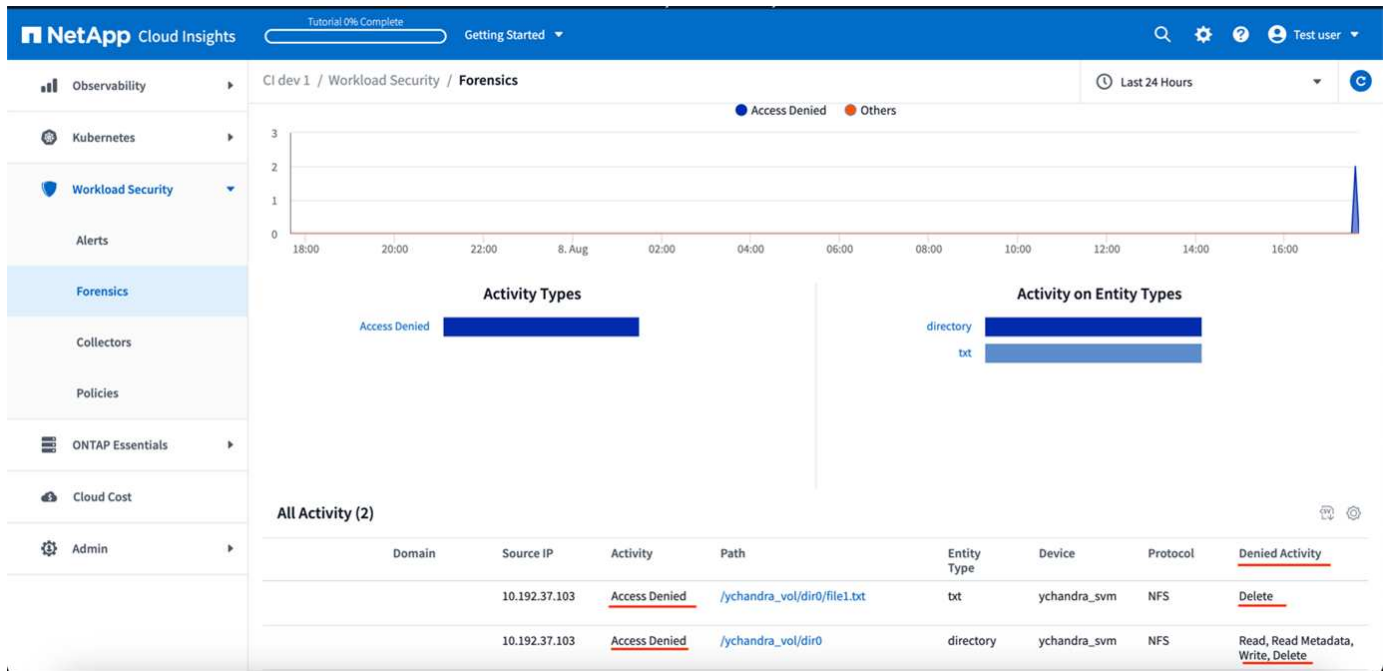 Tutorial 0% Complete
NetApp Cloud Insights
Getting Started
Test user
Observability
Kubernetes
Workload Security
Alerts
Forensics
Collectors
Policies
ONTAP Essentials
Cloud Cost
Admin
CI dev 1 / Workload Security / Forensics
Last 24 Hours
Access Denied Others
3
2
1
0
18:00 20:00 22:00 8. Aug 02:00 04:00 06:00 08:00 10:00 12:00 14:00 16:00
Activity Types
Access Denied
Activity on Entity Types
directory
txt
All Activity (2)
Domain Source IP Activity Path Entity Type Device Protocol Denied Activity
10.192.37.103 Access Denied /ychandra_vol/dir0/file1.txt txt ychandra_svm NFS Delete
10.192.37.103 Access Denied /ychandra_vol/dir0 directory ychandra_svm NFS Read, Read Metadata,
Write, Delete